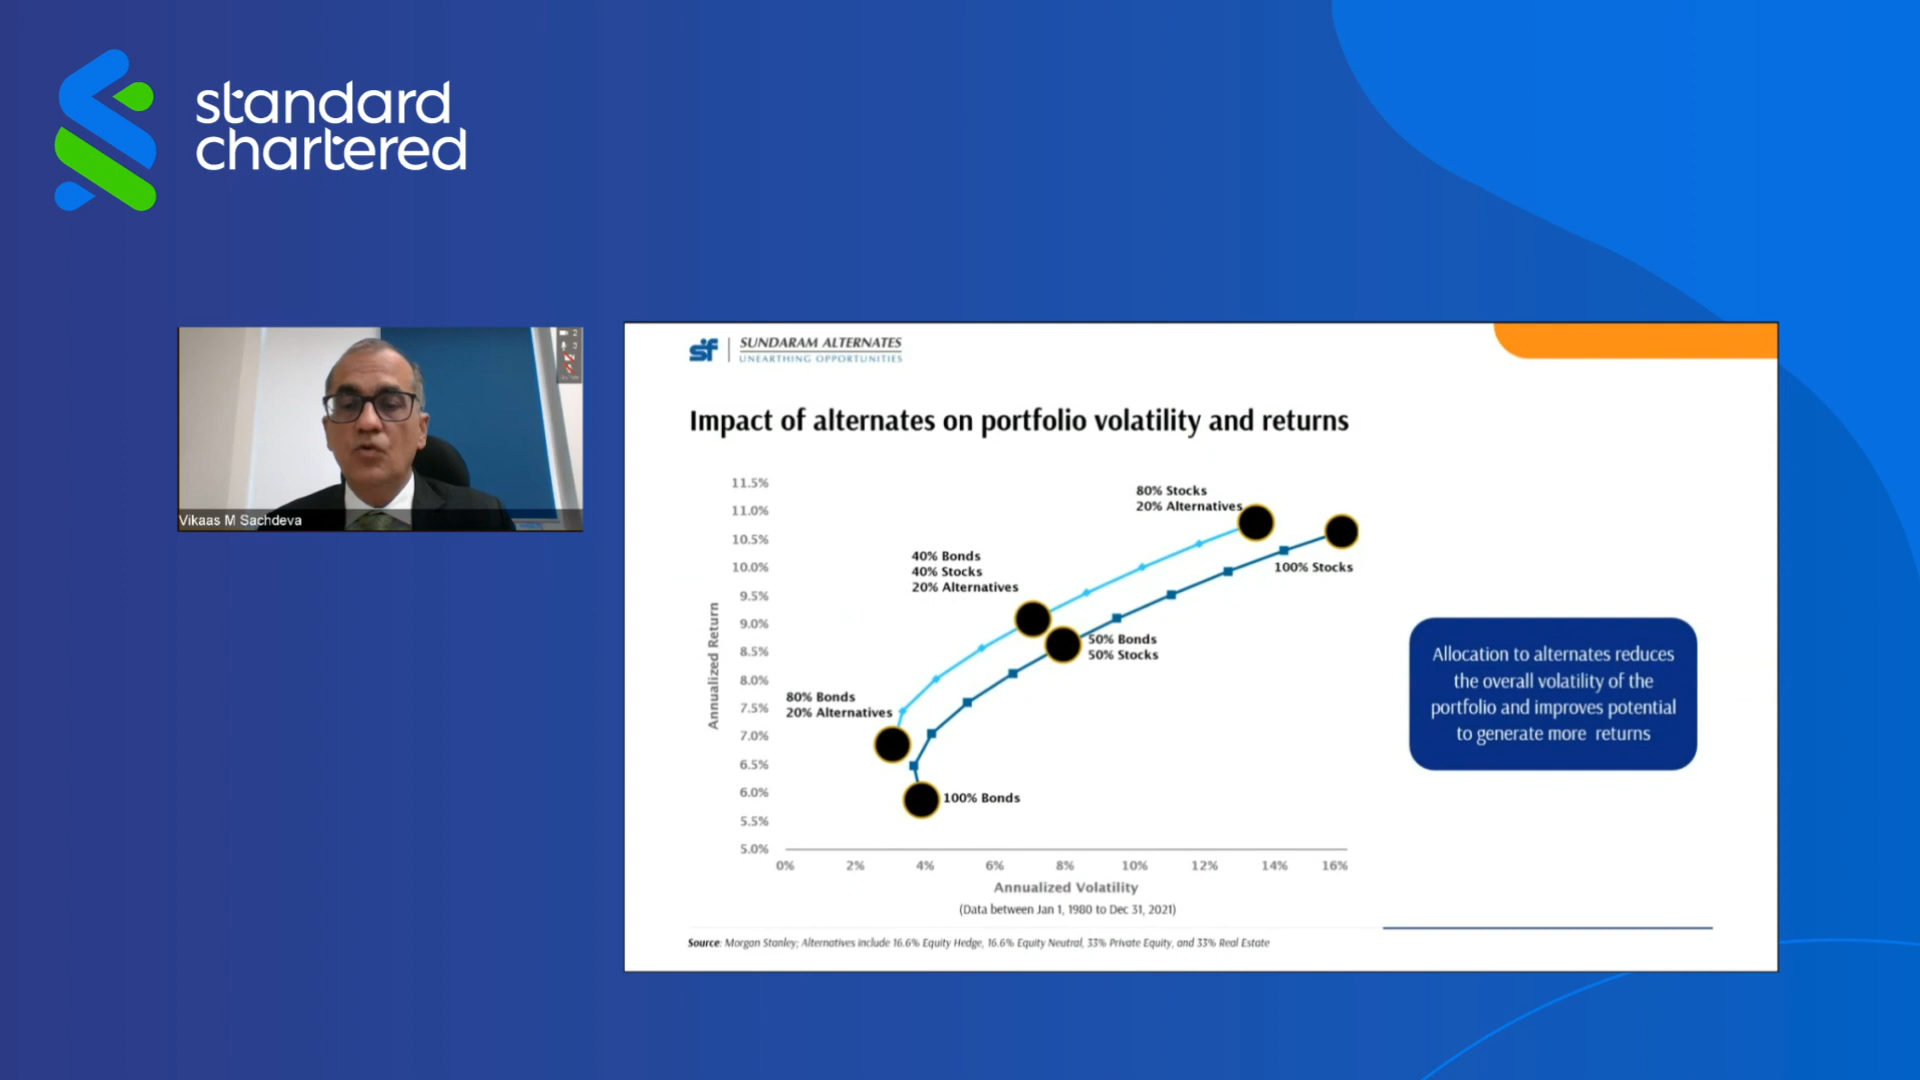 standard
chartered
Vikaas M Sachdeva
sf
SUNDARAM ALTERNATES
UNEARTHING OPPORTUNITIES
Impact of alternates on portfolio volatility and returns
11.5%
11.0%
10.5%
10.0%
9.5%
9.0%
8.5%
8.0%
7.5%
7.0%
6.5%
6.0%
5.5%
5.0%
Annualized Return
80% Stocks
20% Alternatives
100% Stocks
40% Bonds
40% Stocks
20% Alternatives
50% Bonds
50% Stocks
80% Bonds
20% Alternatives
100% Bonds
0% 2% 4% 6% 8% 10% 12% 14% 16%
Annualized Volatility
(Data between Jan 1, 1980 to Dec 31, 2021)
Allocation to alternates reduces
the overall volatility of the
portfolio and improves potential
to generate more returns
Source: Morgan Stanley; Alternatives include 16.6% Equity Hedge, 16.6% Equity Neutral, 33% Private Equity, and 33% Real Estate